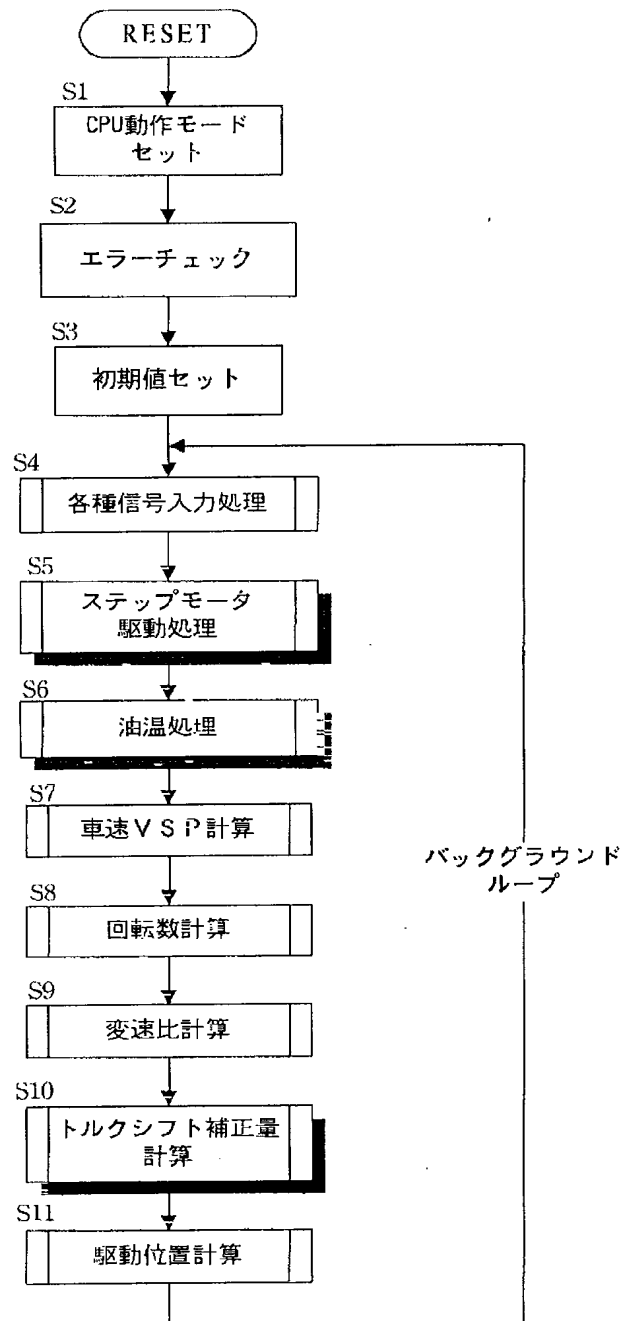 RESET
S1
CPU動作モード
セット
S2
エラーチェック
S3
初期値セット
S4
各種信号入力処理
S5
ステップモータ
駆動処理
S6
油温処理
S7
車速VSP計算
S8
回転数計算
S9
変速比計算
S10
トルクシフト補正量
計算
S11
駆動位置計算
バックグラウンド
ループ